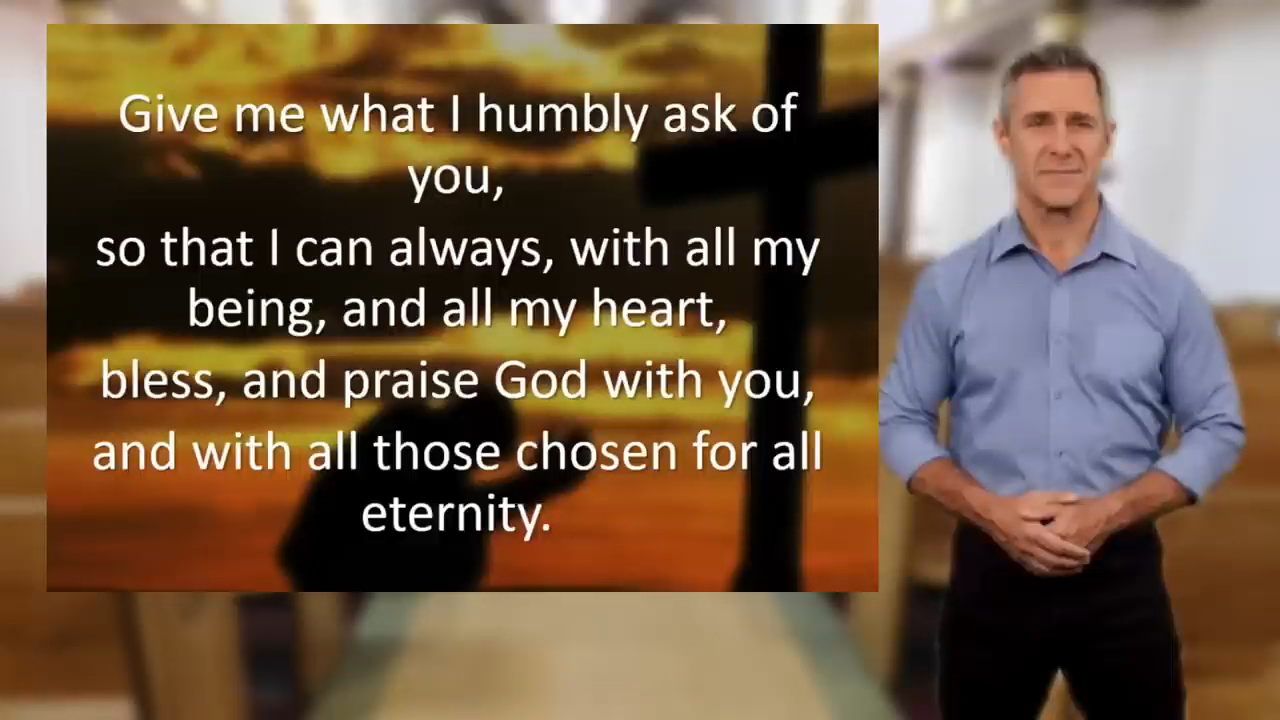 Give me what I humbly ask of
you,
so that I can always, with all my
being, and all my heart,
bless, and praise God with you,
and with all those chosen for all
eternity.